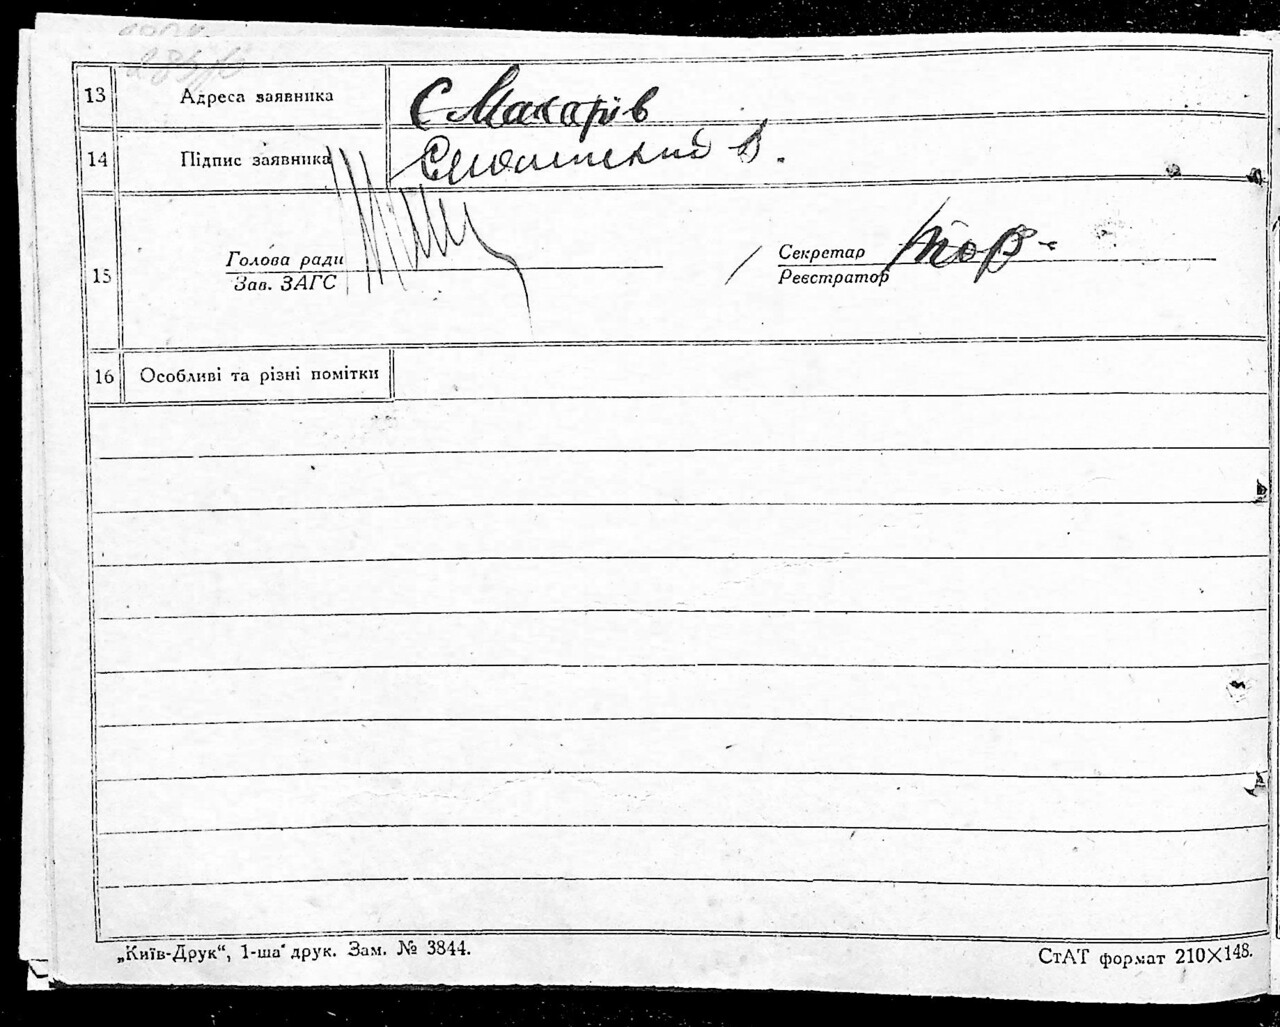 13 Адреса заявника С Макарів
14 Підпис заявника В.
15 Голова ради Секретар
Зав. ЗАГС Реєстратор
16 Особливі та різні помітки
„Київ-Друк“, 1-ша друк. Зам. № 3844. СтАТ формат 210×148.